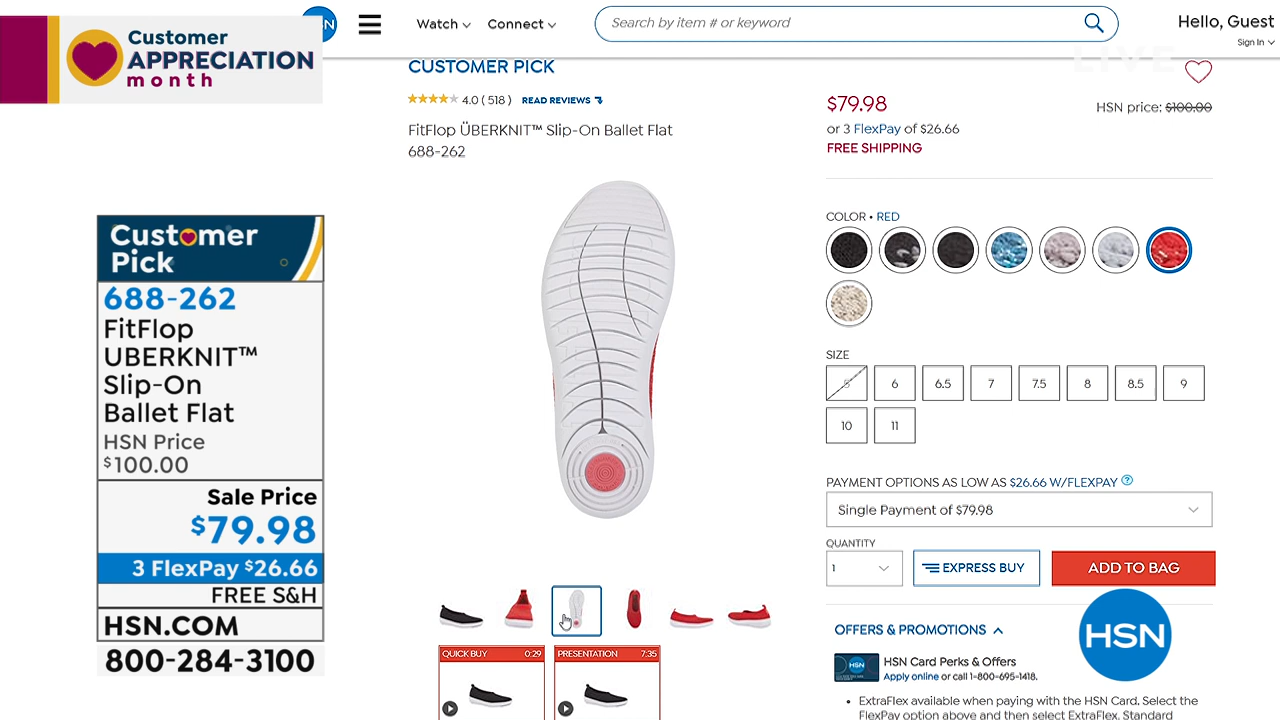 Customer
APPRECIATION
month
Watch
Connect
Search by item # or keyword
Hello, Guest
Sign In
LIVE
CUSTOMER PICK
4.0 ( 518 ) READ REVIEWS
FitFlop ÜBERKNIT™ Slip-On Ballet Flat
688-262
$79.98
HSN price: $100.00
or 3 FlexPay of $26.66
FREE SHIPPING
COLOR • RED
SIZE
5 6 6.5 7 7.5 8 8.5 9
10 11
PAYMENT OPTIONS AS LOW AS $26.66 W/FLEXPAY ?
Single Payment of $79.98
QUANTITY
1
EXPRESS BUY
ADD TO BAG
OFFERS & PROMOTIONS
HSN
HSN
HSN Card Perks & Offers
Apply online or call 1-800-695-1418.
• ExtraFlex available when paying with the HSN Card. Select the
FlexPay option above and then select ExtraFlex. Standard
QUICK BUY 0:29
PRESENTATION 7:35
Customer
Pick
688-262
FitFlop
UBERKNIT™
Slip-On
Ballet Flat
HSN Price
$100.00
Sale Price
$79.98
3 FlexPay $26.66
FREE S&H
HSN.COM
800-284-3100